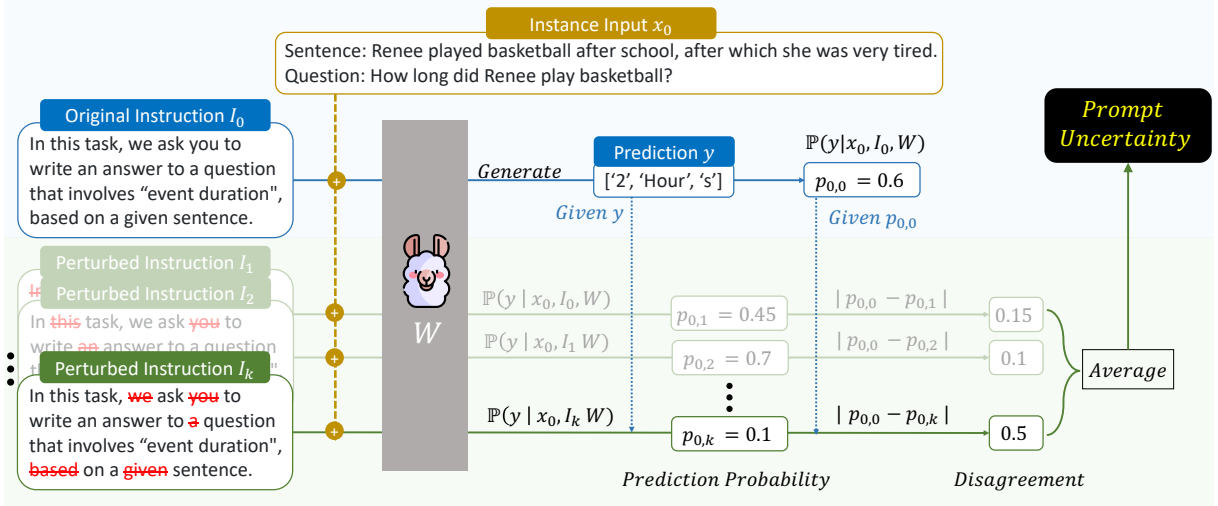 Instance Input x₀
Sentence: Renee played basketball after school, after which she was very tired.
Question: How long did Renee play basketball?
Original Instruction I₀
In this task, we ask you to
write an answer to a question
that involves “event duration",
based on a given sentence.
Generate
Prediction y
['2', 'Hour', 's']
ℙ(y|x₀, I₀, W)
p₀,₀ = 0.6
Prompt
Uncertainty
Given y
Given p₀,₀
Perturbed Instruction I₁
Perturbed Instruction I₂
In this task, we ask you to
write an answer to a question
W
ℙ(y | x₀, I₀, W)
p₀,₁ = 0.45
| p₀,₀ − p₀,₁ |
0.15
ℙ(y | x₀, I₁ W)
p₀,₂ = 0.7
| p₀,₀ − p₀,₂ |
0.1
Average
Perturbed Instruction Iₖ
In this task, we ask you to
write an answer to a question
that involves “event duration",
based on a given sentence.
ℙ(y | x₀, Iₖ W)
p₀,ₖ = 0.1
| p₀,₀ − p₀,ₖ |
0.5
Prediction Probability
Disagreement